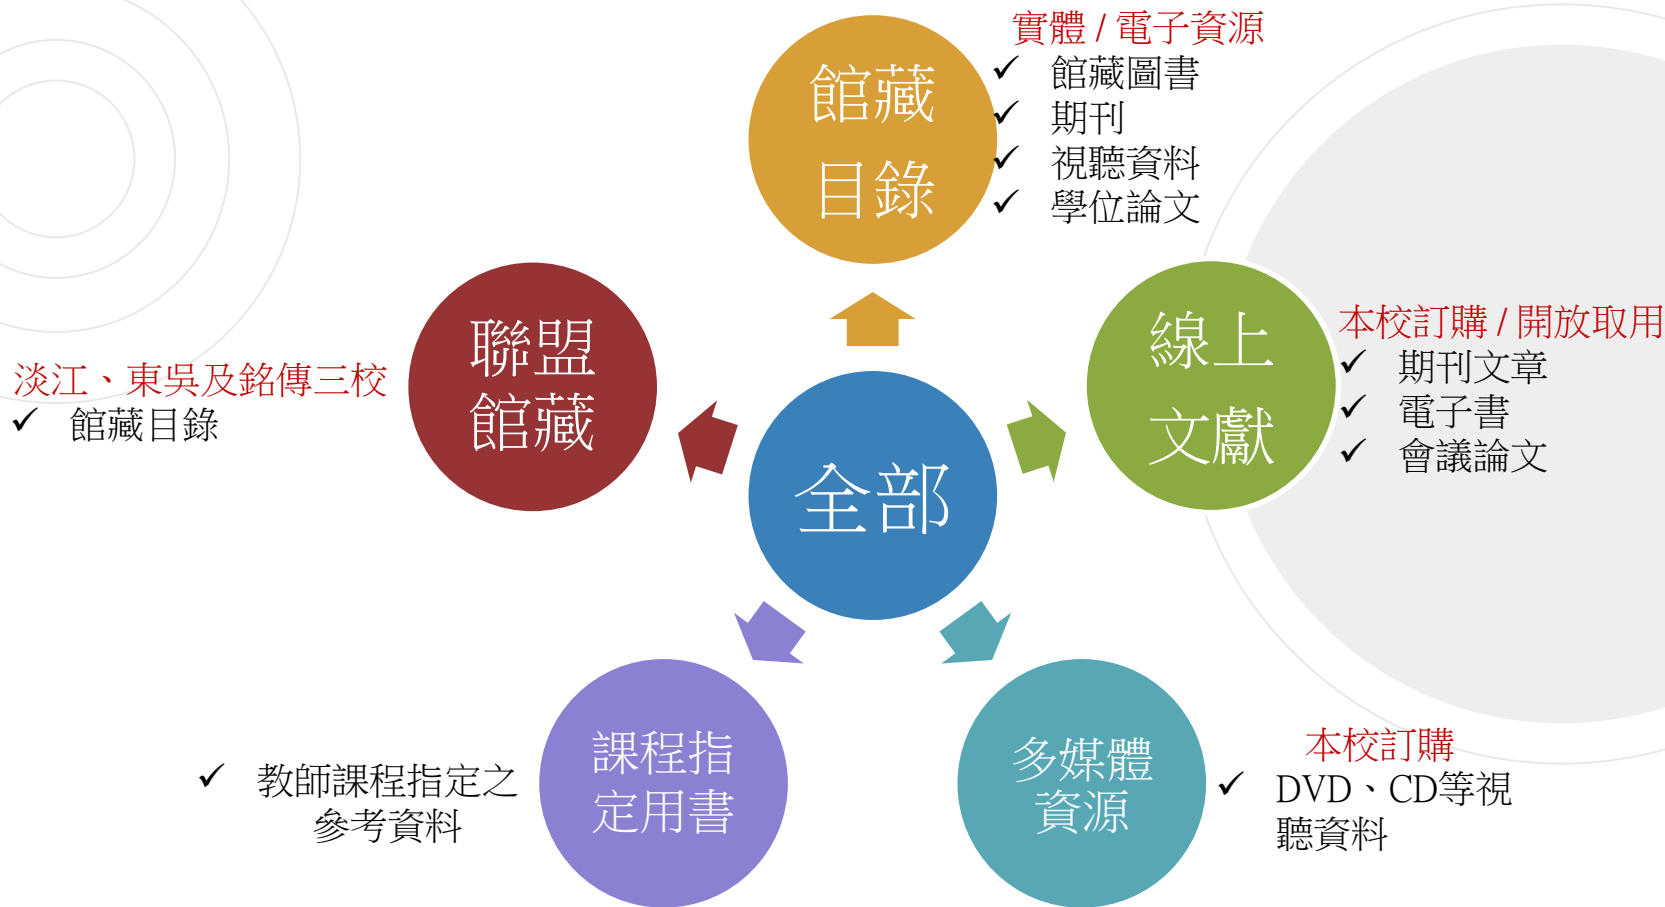 實體 / 電子資源
✓ 館藏圖書
✓ 期刊
✓ 視聽資料
✓ 學位論文
館藏
目錄
聯盟
館藏
淡江、東吳及銘傳三校
✓ 館藏目錄
線上
文獻
本校訂購 / 開放取用
✓ 期刊文章
✓ 電子書
✓ 會議論文
全部
課程指
定用書
✓ 教師課程指定之
參考資料
多媒體
資源
本校訂購
✓ DVD、CD等視
聽資料